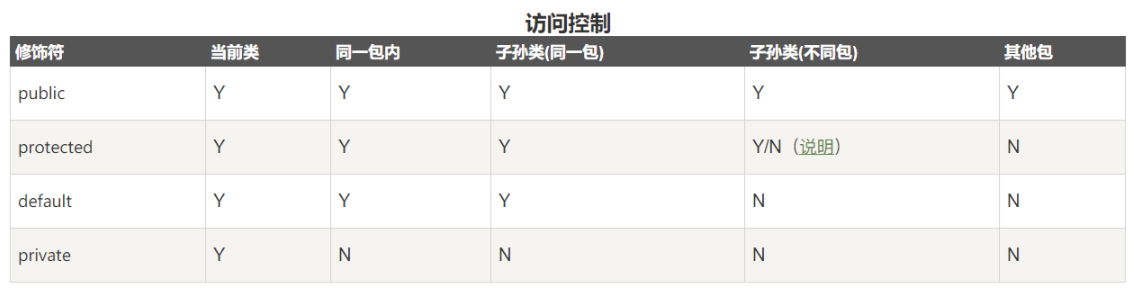 访问控制
修饰符 当前类 同一包内 子孙类(同一包) 子孙类(不同包) 其他包
public Y Y Y Y Y
protected Y Y Y Y/N（说明） N
default Y Y Y N N
private Y N N N N